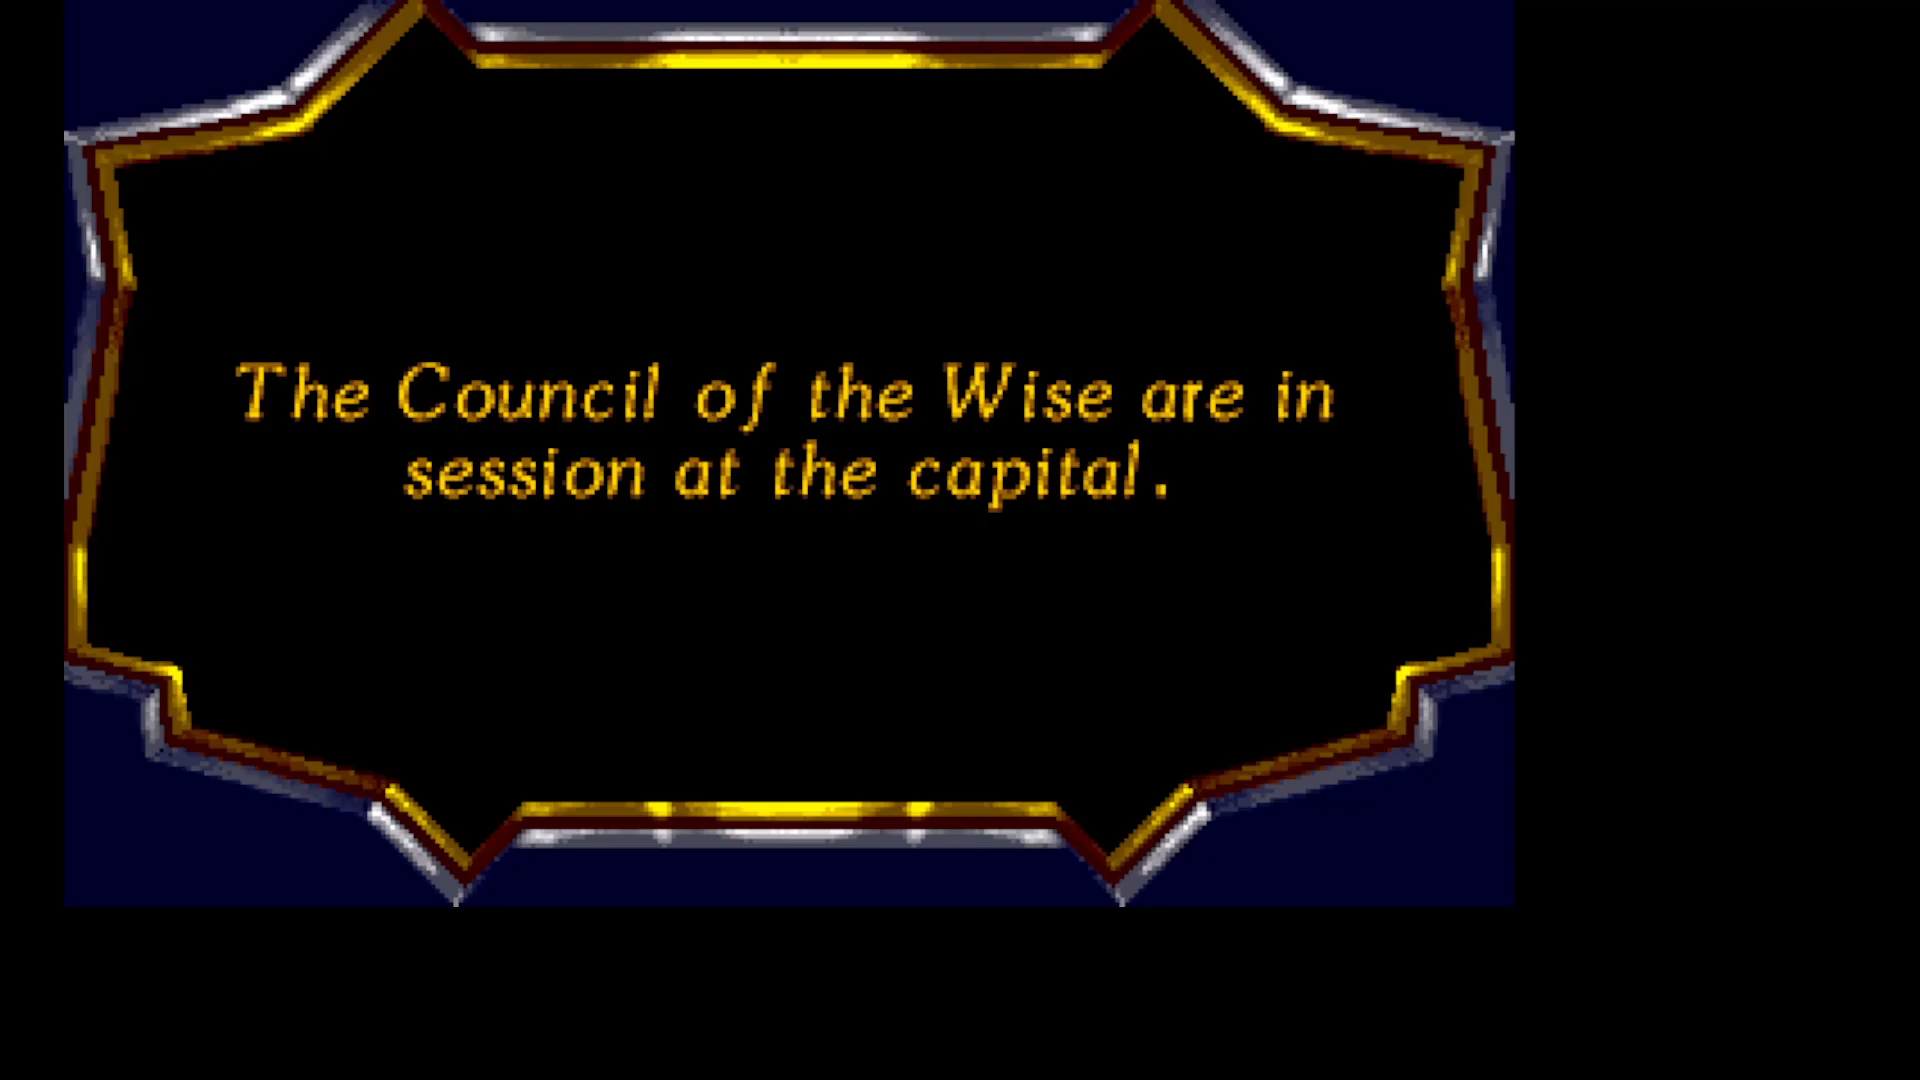 The Council of the Wise are in
session at the capital.